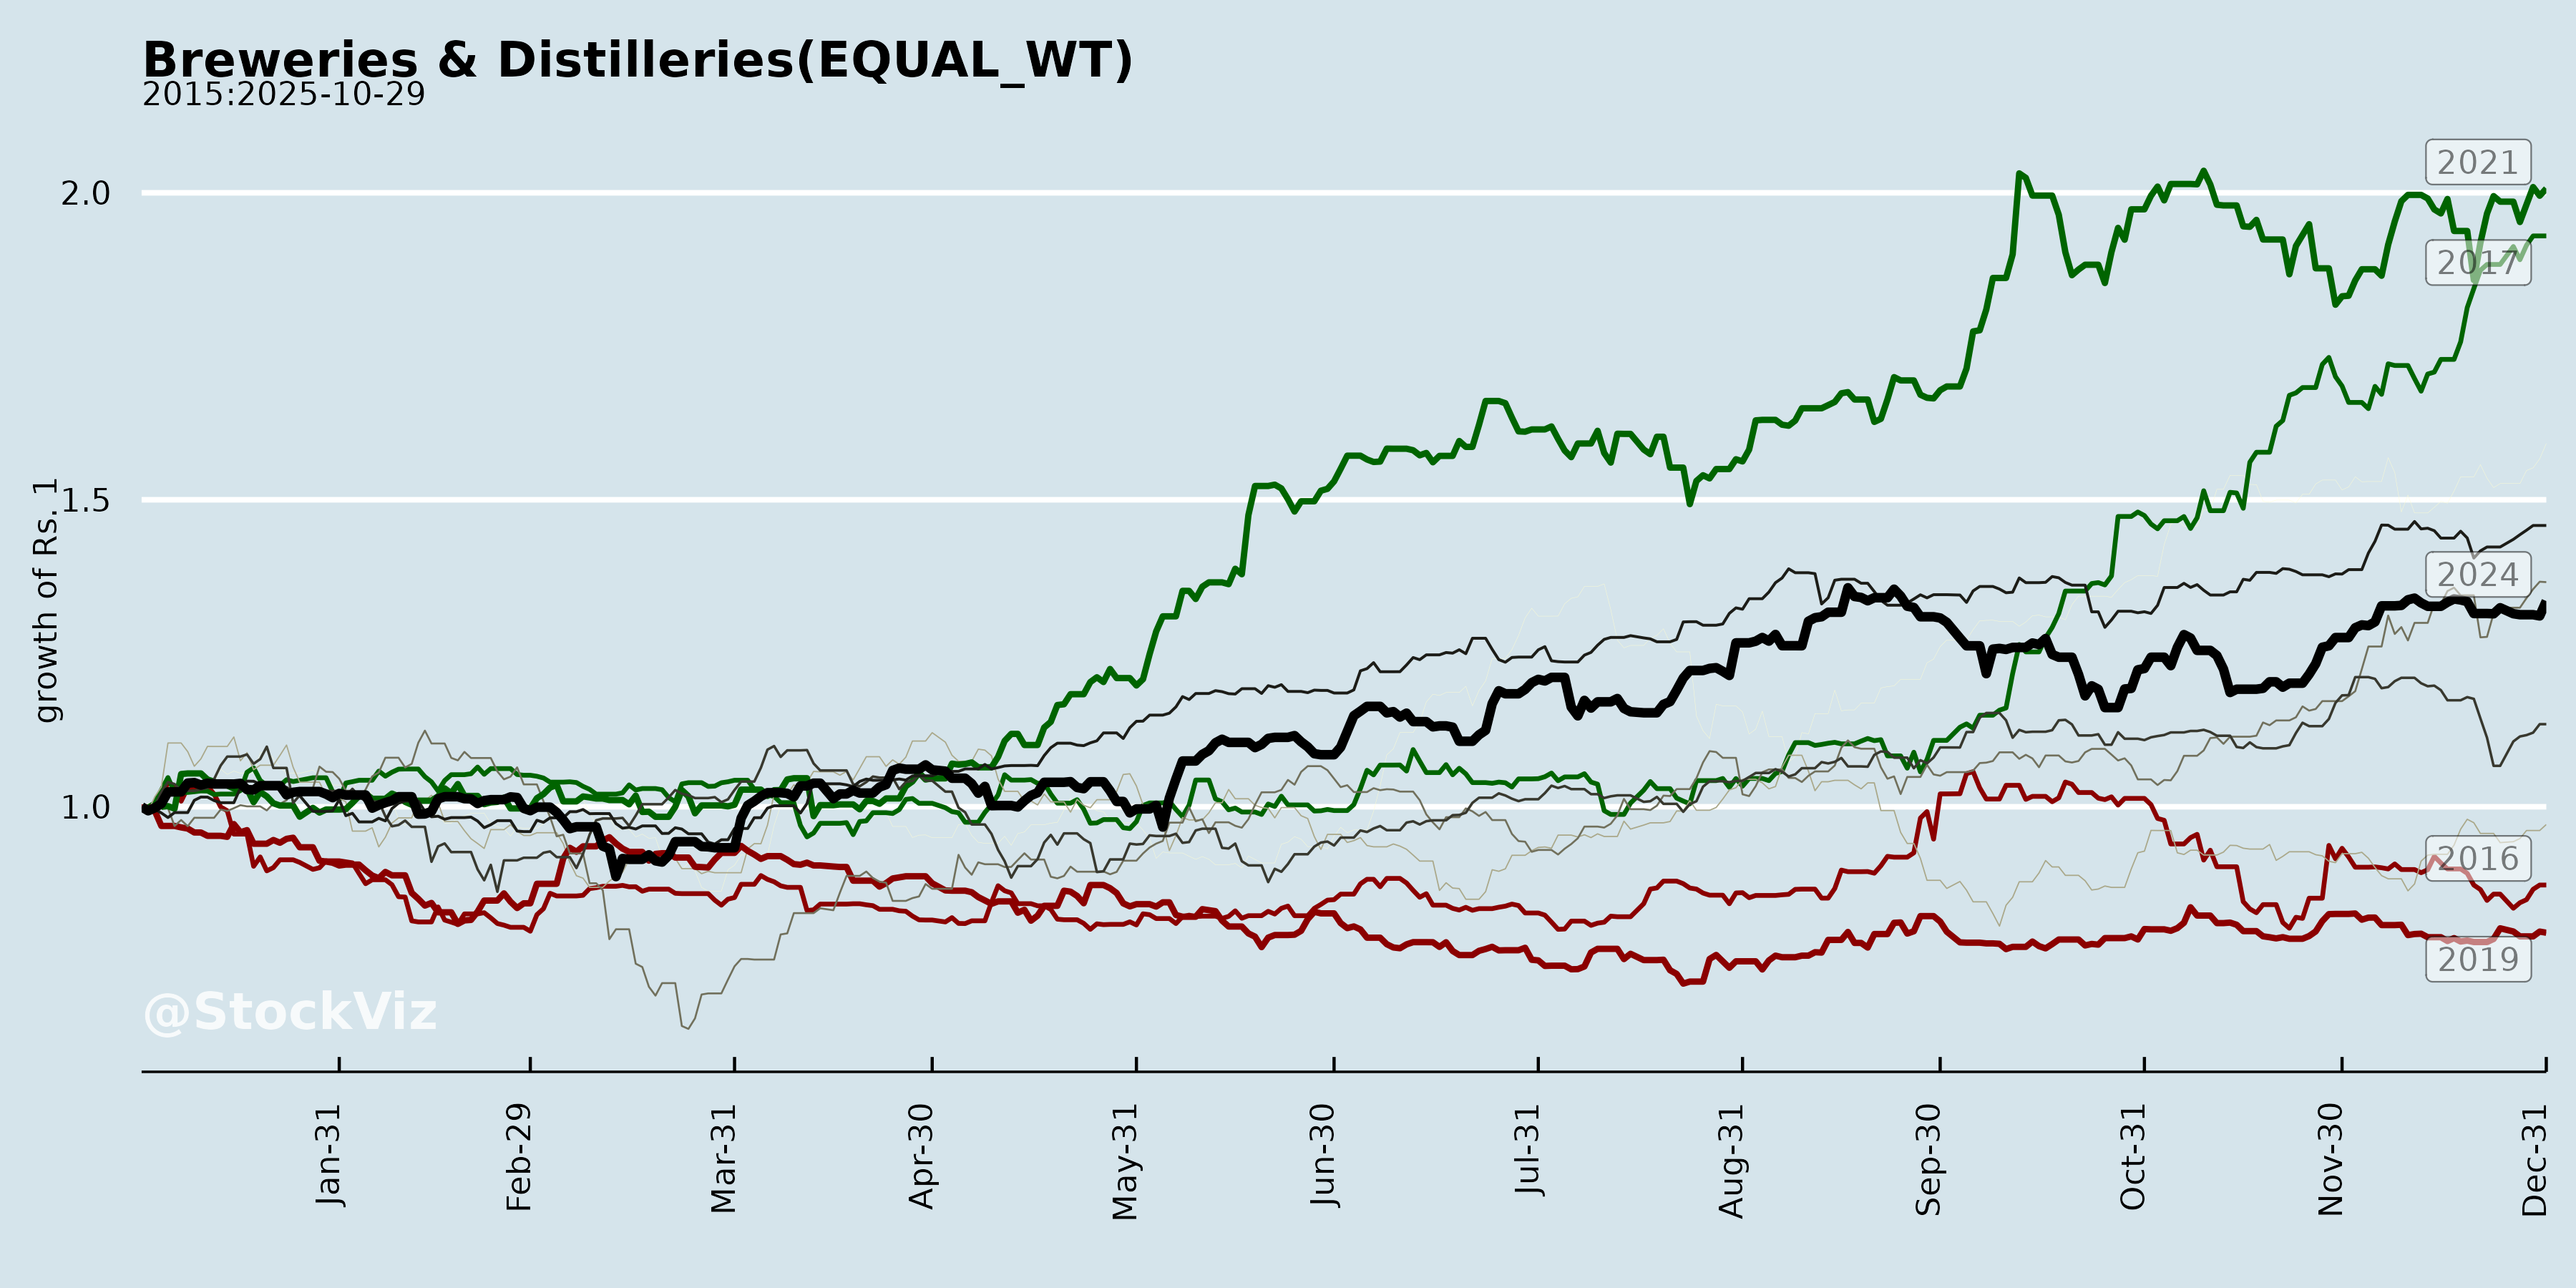 Breweries & Distilleries(EQUAL_WT)
2015:2025-10-29
growth of Rs. 1
2.0
1.5
1.0
2021
2017
2024
2016
2019
@StockViz
Jan-31
Feb-29
Mar-31
Apr-30
May-31
Jun-30
Jul-31
Aug-31
Sep-30
Oct-31
Nov-30
Dec-31